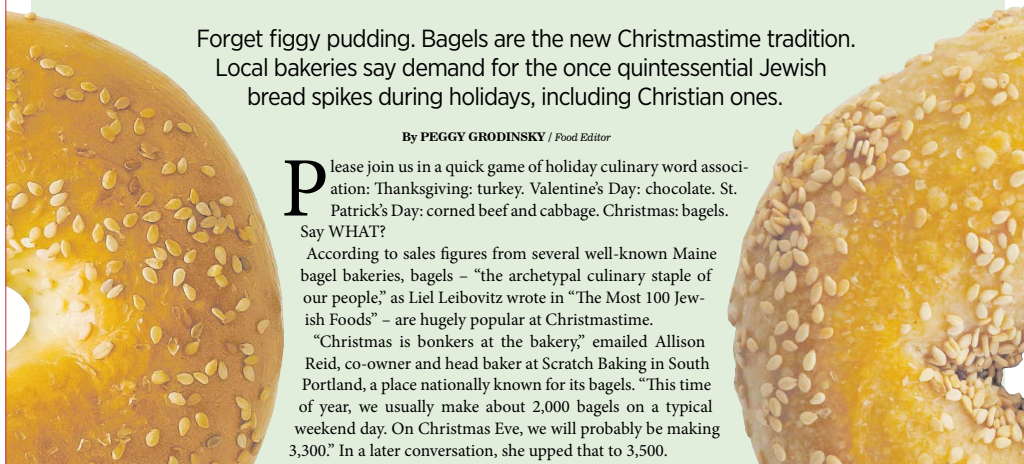 Forget figgy pudding. Bagels are the new Christmastime tradition.
Local bakeries say demand for the once quintessential Jewish
bread spikes during holidays, including Christian ones.
By PEGGY GRODINSKY / Food Editor
Please join us in a quick game of holiday culinary word associ-
ation: Thanksgiving: turkey. Valentine’s Day: chocolate. St.
Patrick’s Day: corned beef and cabbage. Christmas: bagels.
Say WHAT?
According to sales figures from several well-known Maine
bagel bakeries, bagels – “the archetypal culinary staple of
our people,” as Liel Leibovitz wrote in “The Most 100 Jew-
ish Foods” – are hugely popular at Christmastime.
“Christmas is bonkers at the bakery,” emailed Allison
Reid, co-owner and head baker at Scratch Baking in South
Portland, a place nationally known for its bagels. “This time
of year, we usually make about 2,000 bagels on a typical
weekend day. On Christmas Eve, we will probably be making
3,300.” In a later conversation, she upped that to 3,500.